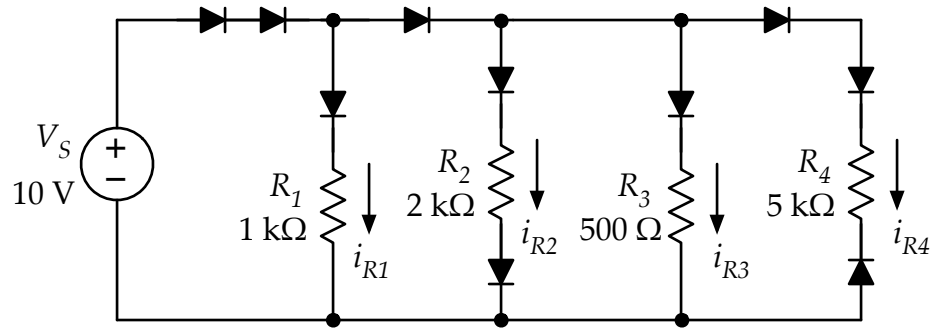 V_S
+
−
10 V
R_1
1 kΩ
i_R1
R_2
2 kΩ
i_R2
R_3
500 Ω
i_R3
R_4
5 kΩ
i_R4